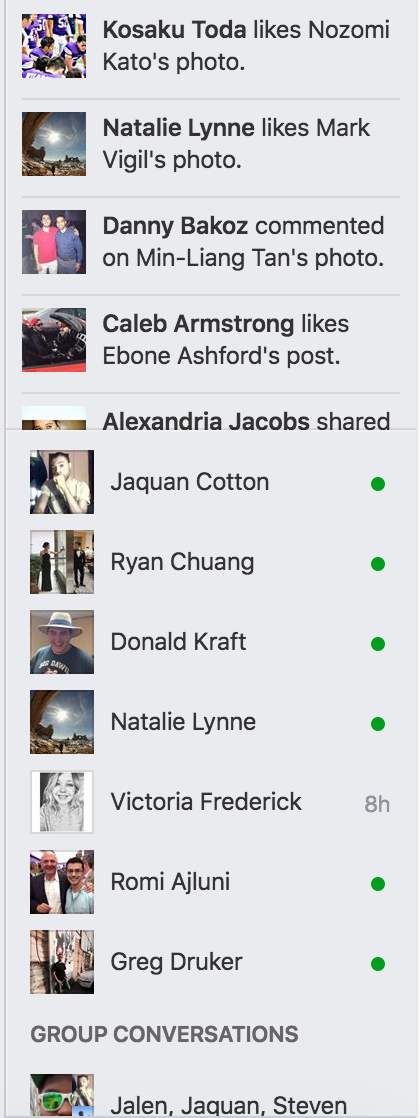 Kosaku Toda likes Nozomi
Kato's photo.
Natalie Lynne likes Mark
Vigil's photo.
Danny Bakoz commented
on Min-Liang Tan's photo.
Caleb Armstrong likes
Ebone Ashford's post.
Alexandria Jacobs shared
Jaquan Cotton
Ryan Chuang
Donald Kraft
Natalie Lynne
Victoria Frederick 8h
Romi Ajluni
Greg Druker
GROUP CONVERSATIONS
Jalen, Jaquan, Steven